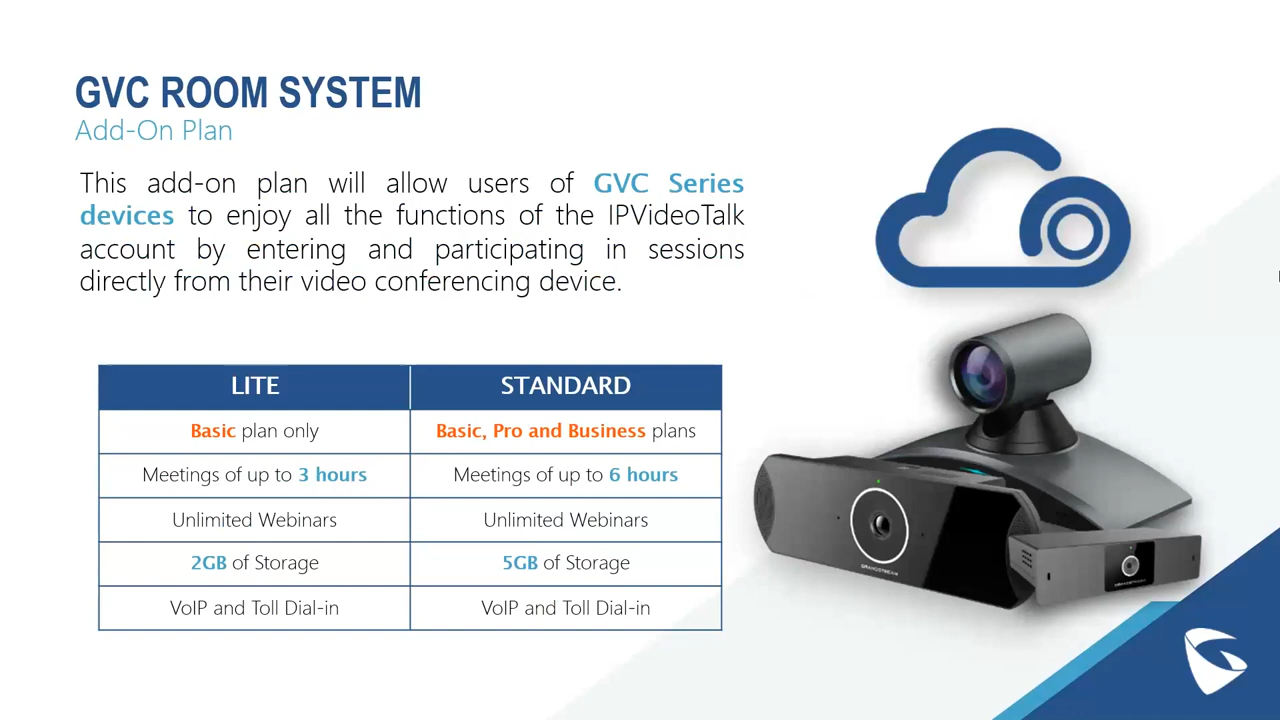 GVC ROOM SYSTEM
Add-On Plan
This add-on plan will allow users of GVC Series
devices to enjoy all the functions of the IPVideoTalk
account by entering and participating in sessions
directly from their video conferencing device.
LITE STANDARD
Basic plan only Basic, Pro and Business plans
Meetings of up to 3 hours Meetings of up to 6 hours
Unlimited Webinars Unlimited Webinars
2GB of Storage 5GB of Storage
VoIP and Toll Dial-in VoIP and Toll Dial-in
GRANDSTREAM
GRANDSTREAM